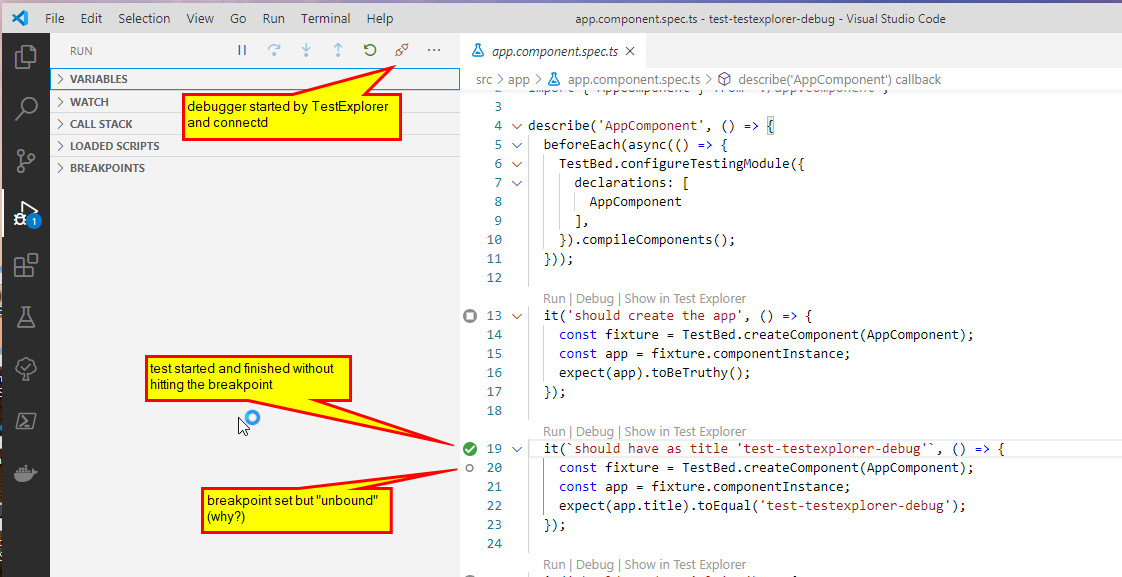 File Edit Selection View Go Run Terminal Help
app.component.spec.ts - test-testexplorer-debug - Visual Studio Code
RUN
VARIABLES
WATCH
CALL STACK
LOADED SCRIPTS
BREAKPOINTS
1
debugger started by TestExplorer
and connectd
test started and finished without
hitting the breakpoint
breakpoint set but "unbound"
(why?)
app.component.spec.ts
src > app > app.component.spec.ts > describe('AppComponent') callback
3
4 describe('AppComponent', () => {
5 beforeEach(async(() => {
6 TestBed.configureTestingModule({
7 declarations: [
8 AppComponent
9 ],
10 }).compileComponents();
11 }));
12
Run | Debug | Show in Test Explorer
13 it('should create the app', () => {
14 const fixture = TestBed.createComponent(AppComponent);
15 const app = fixture.componentInstance;
16 expect(app).toBeTruthy();
17 });
18
Run | Debug | Show in Test Explorer
19 it(`should have as title 'test-testexplorer-debug'`, () => {
20 const fixture = TestBed.createComponent(AppComponent);
21 const app = fixture.componentInstance;
22 expect(app.title).toEqual('test-testexplorer-debug');
23 });
24
Run | Debug | Show in Test Explorer